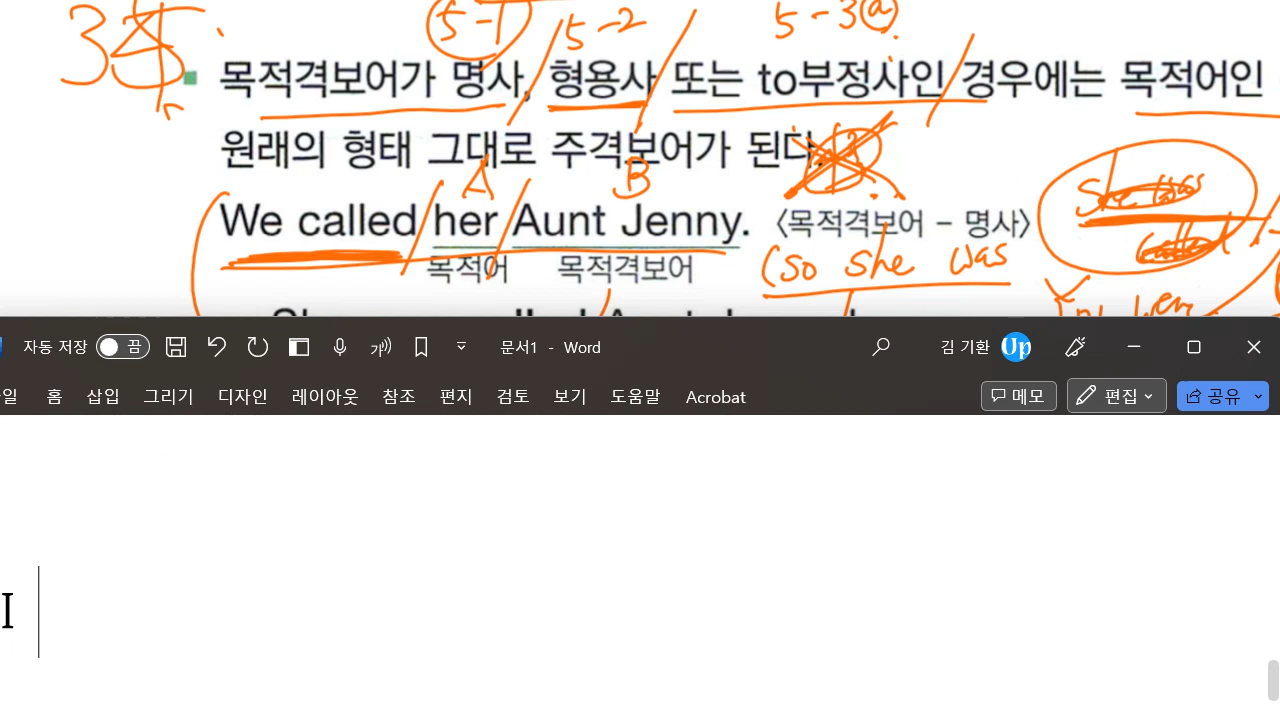 3주
5-1 5-2 5-3ⓐ
목적격보어가 명사, 형용사 또는 to부정사인 경우에는 목적어인
원래의 형태 그대로 주격보어가 된다.
A B
We called her Aunt Jenny. 〈목적격보어 - 명사〉
She was
called
목적어 목적격보어
(so she was
자동 저장 끔 가 문서1 - Word 김 기환 Up
홈 삽입 그리기 디자인 레이아웃 참조 편지 검토 보기 도움말 Acrobat 메모 편집 공유
I